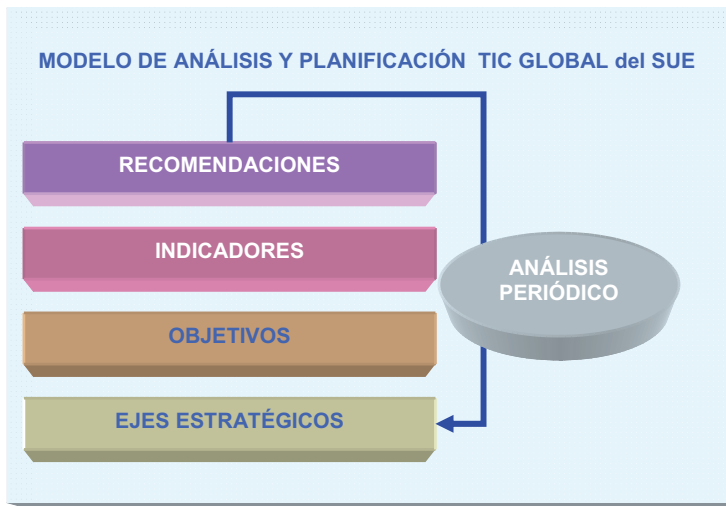 MODELO DE ANÁLISIS Y PLANIFICACIÓN TIC GLOBAL del SUE
RECOMENDACIONES
INDICADORES
ANÁLISIS
PERIÓDICO
OBJETIVOS
EJES ESTRATÉGICOS